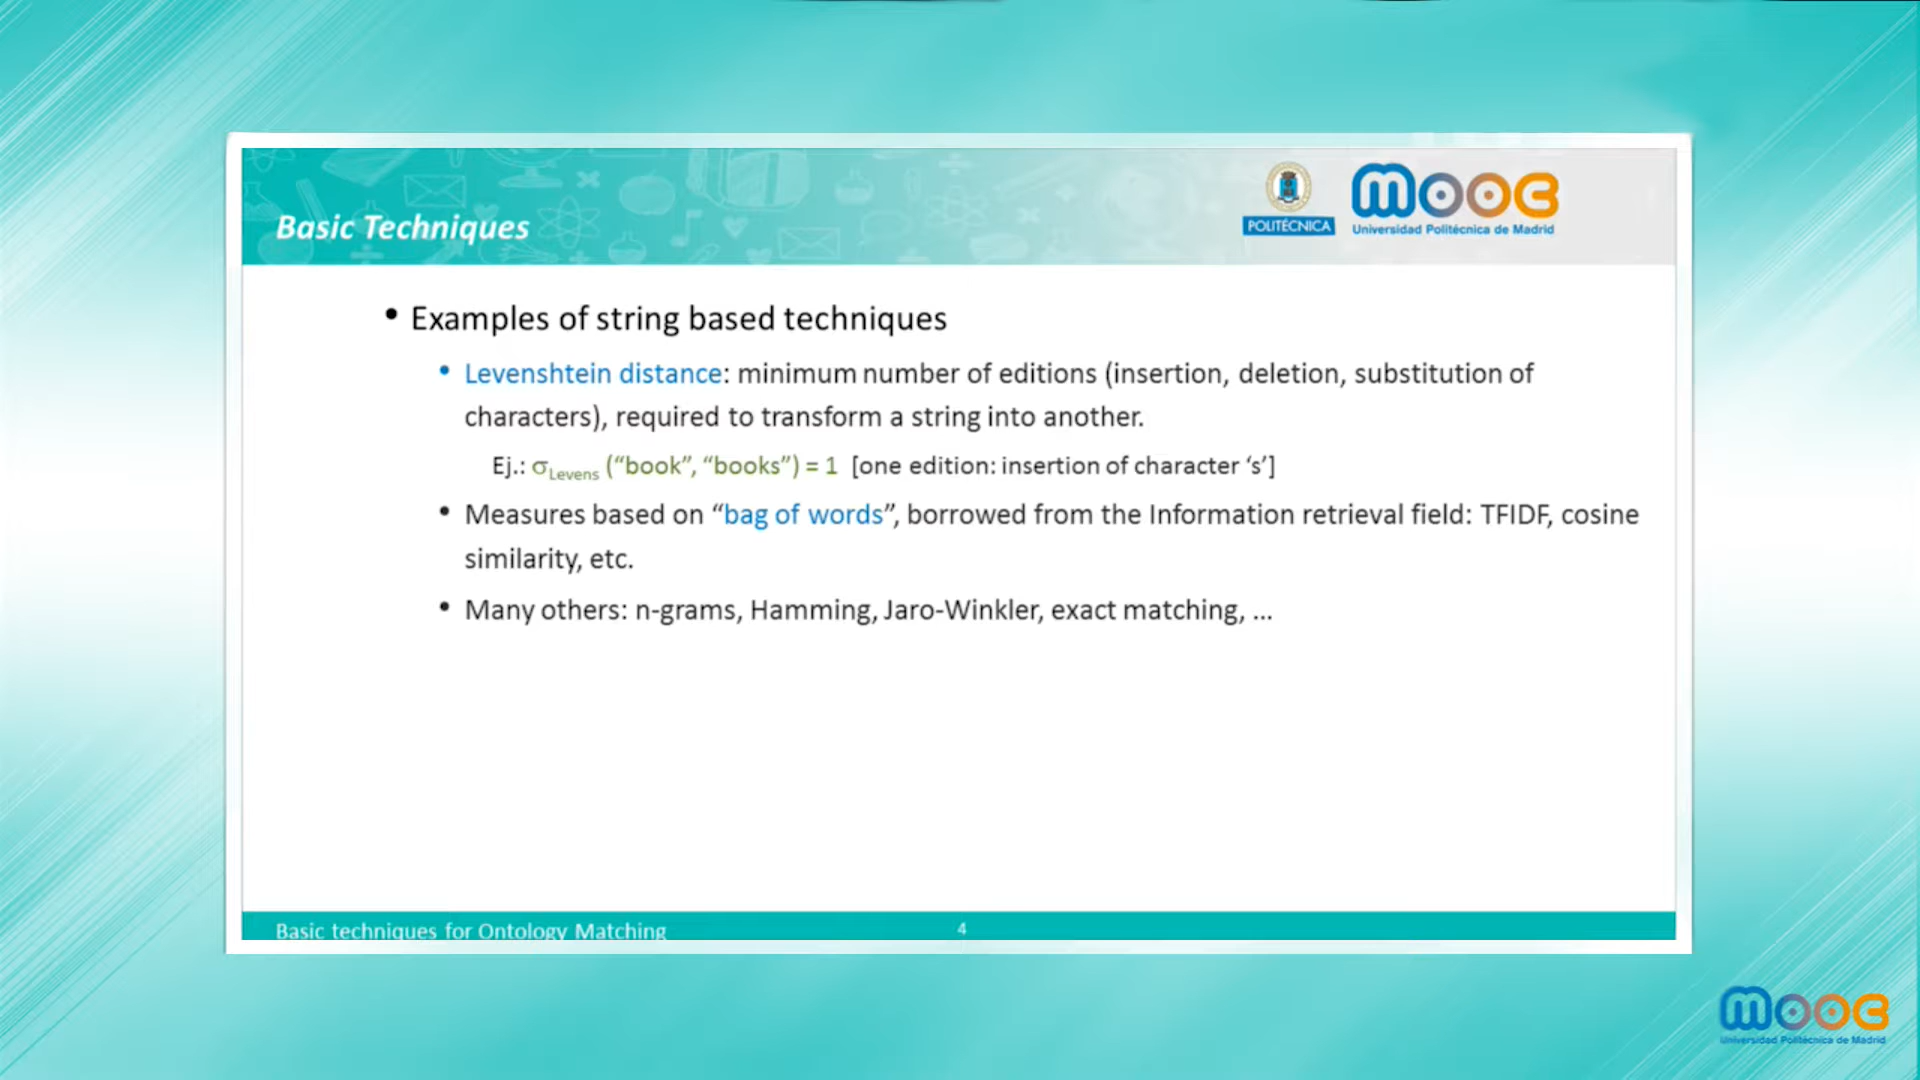 Basic Techniques
POLITÉCNICA
mooc
Universidad Politécnica de Madrid
• Examples of string based techniques
• Levenshtein distance: minimum number of editions (insertion, deletion, substitution of
characters), required to transform a string into another.
Ej.: σLevens (“book”, “books”) = 1 [one edition: insertion of character ‘s’]
• Measures based on “bag of words”, borrowed from the Information retrieval field: TFIDF, cosine
similarity, etc.
• Many others: n-grams, Hamming, Jaro-Winkler, exact matching, ...
Basic techniques for Ontology Matching
4
mooc
Universidad Politécnica de Madrid